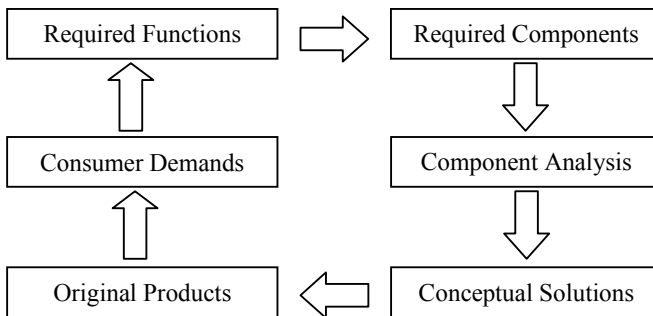 Required Functions
Required Components
Consumer Demands
Component Analysis
Original Products
Conceptual Solutions